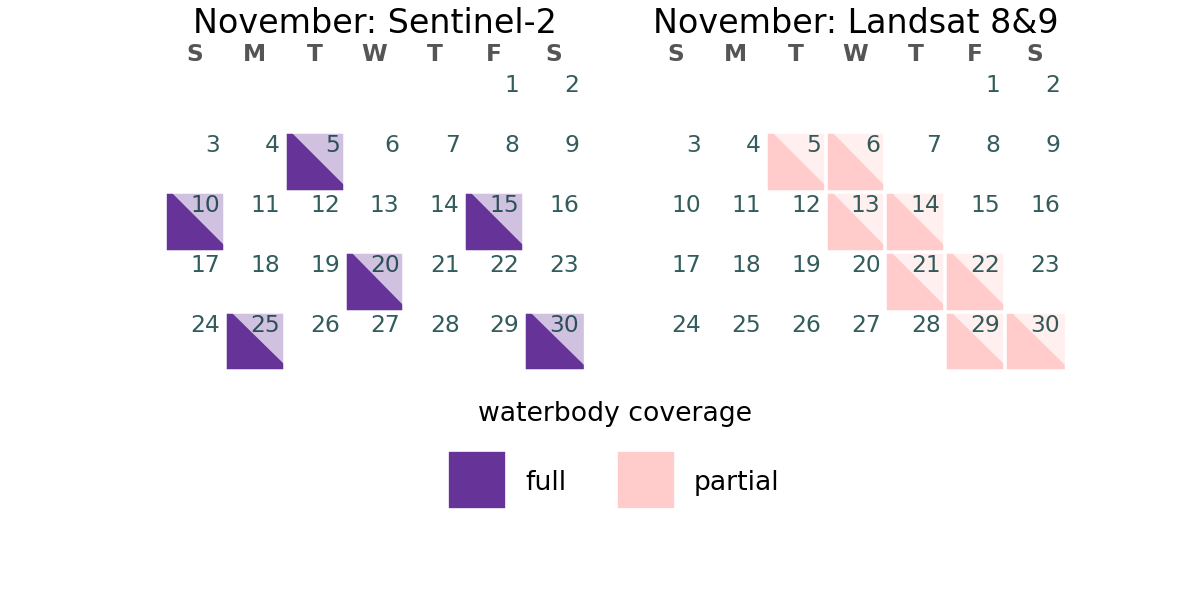 November: Sentinel-2
S M T W T F S
1 2
3 4 5 6 7 8 9
10 11 12 13 14 15 16
17 18 19 20 21 22 23
24 25 26 27 28 29 30
November: Landsat 8&9
S M T W T F S
1 2
3 4 5 6 7 8 9
10 11 12 13 14 15 16
17 18 19 20 21 22 23
24 25 26 27 28 29 30
waterbody coverage
full partial